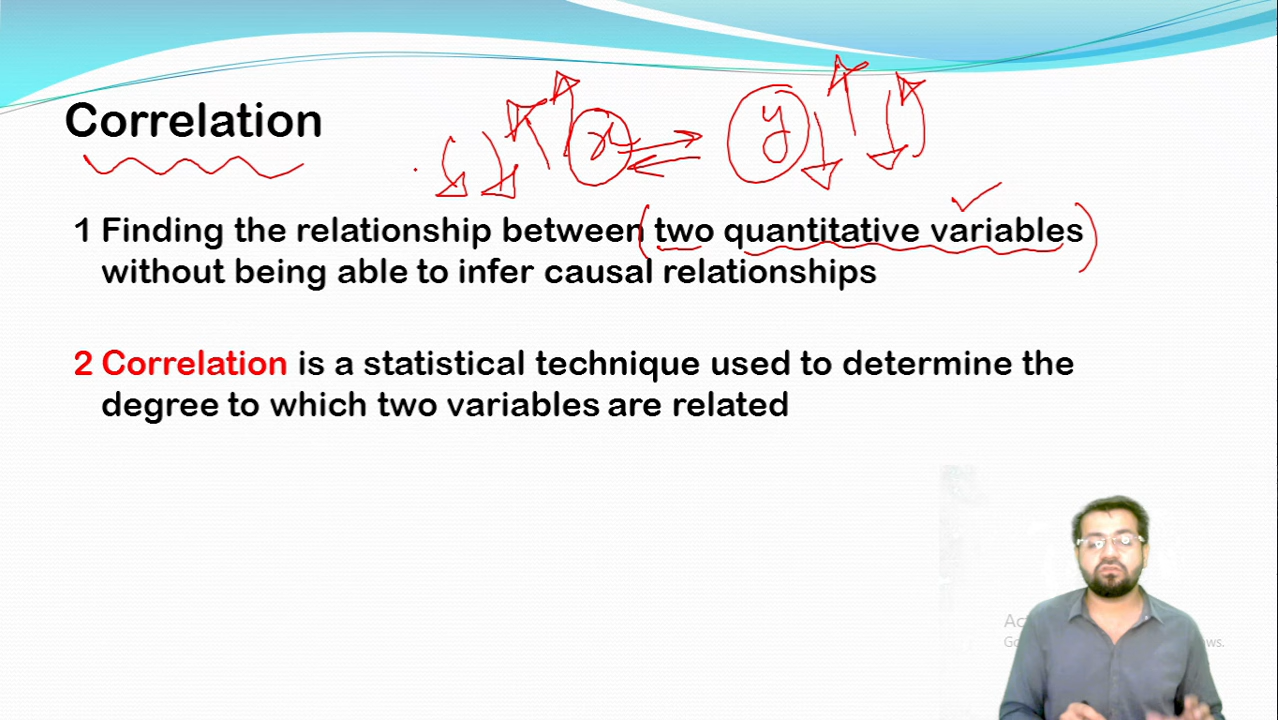 Correlation
x y
1 Finding the relationship between two quantitative variables
without being able to infer causal relationships
2 Correlation is a statistical technique used to determine the
degree to which two variables are related